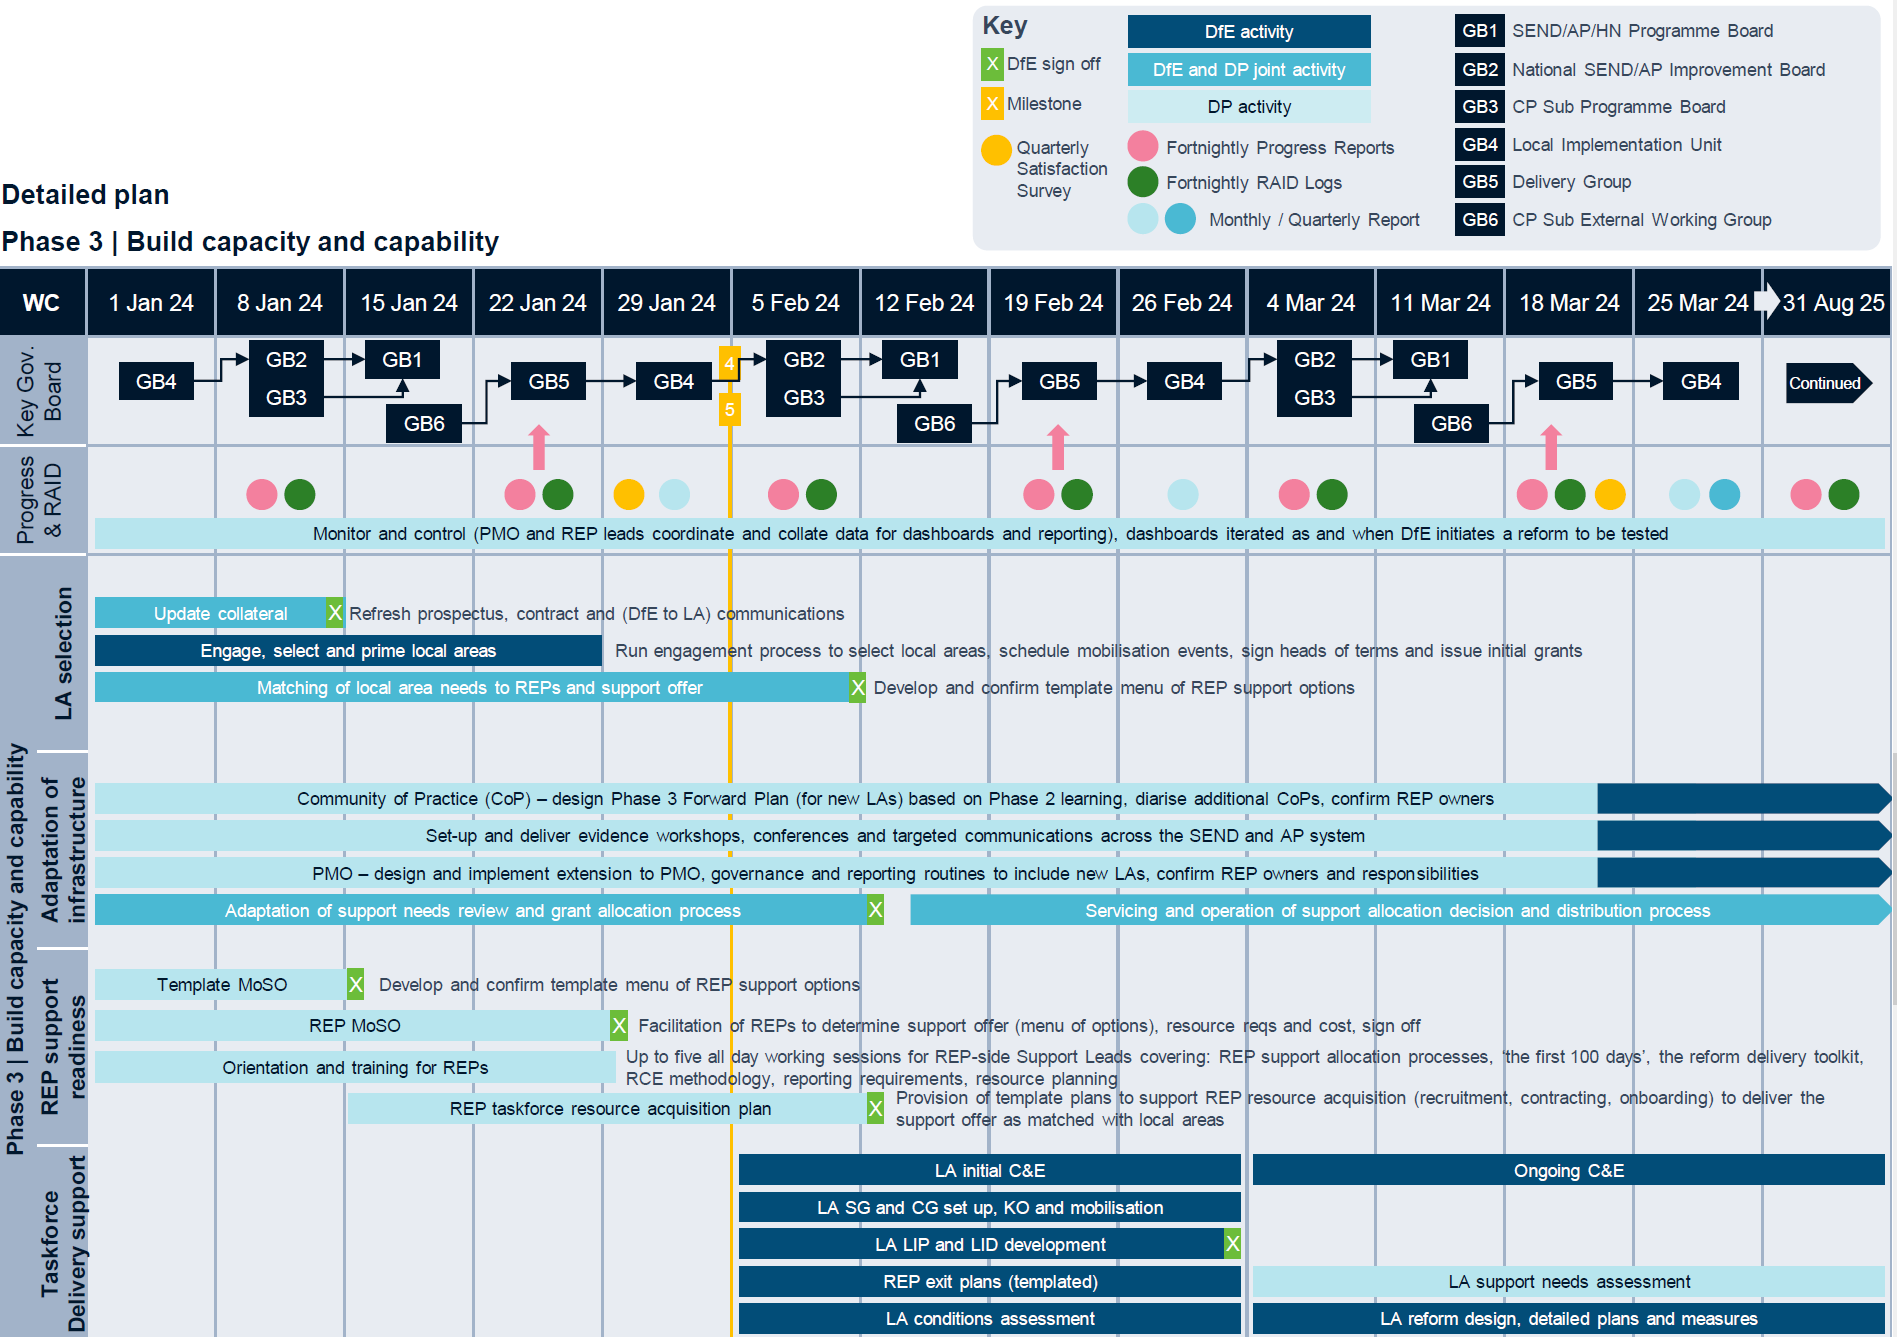 Key
X DfE sign off
X Milestone
Quarterly
Satisfaction
Survey
DfE activity
DfE and DP joint activity
DP activity
Fortnightly Progress Reports
Fortnightly RAID Logs
Monthly / Quarterly Report
GB1 SEND/AP/HN Programme Board
GB2 National SEND/AP Improvement Board
GB3 CP Sub Programme Board
GB4 Local Implementation Unit
GB5 Delivery Group
GB6 CP Sub External Working Group
Detailed plan
Phase 3 | Build capacity and capability
WC 1 Jan 24 8 Jan 24 15 Jan 24 22 Jan 24 29 Jan 24 5 Feb 24 12 Feb 24 19 Feb 24 26 Feb 24 4 Mar 24 11 Mar 24 18 Mar 24 25 Mar 24 31 Aug 25
Key Gov.
Board
GB2 GB1 4 GB2 GB1 GB2 GB1
GB4 GB5 GB4 GB5 GB4 GB5 GB4 Continued
GB3 5 GB3 GB3
GB6 GB6 GB6
Progress
& RAID
Monitor and control (PMO and REP leads coordinate and collate data for dashboards and reporting), dashboards iterated as and when DfE initiates a reform to be tested
Phase 3 | Build capacity and capability
LA selection
Update collateral X Refresh prospectus, contract and (DfE to LA) communications
Engage, select and prime local areas Run engagement process to select local areas, schedule mobilisation events, sign heads of terms and issue initial grants
Matching of local area needs to REPs and support offer X Develop and confirm template menu of REP support options
Adaptation of
infrastructure
Community of Practice (CoP) – design Phase 3 Forward Plan (for new LAs) based on Phase 2 learning, diarise additional CoPs, confirm REP owners
Set-up and deliver evidence workshops, conferences and targeted communications across the SEND and AP system
PMO – design and implement extension to PMO, governance and reporting routines to include new LAs, confirm REP owners and responsibilities
Adaptation of support needs review and grant allocation process X Servicing and operation of support allocation decision and distribution process
REP support
readiness
Template MoSO X Develop and confirm template menu of REP support options
REP MoSO X Facilitation of REPs to determine support offer (menu of options), resource reqs and cost, sign off
Orientation and training for REPs
Up to five all day working sessions for REP-side Support Leads covering: REP support allocation processes, ‘the first 100 days’, the reform delivery toolkit,
RCE methodology, reporting requirements, resource planning
REP taskforce resource acquisition plan X
Provision of template plans to support REP resource acquisition (recruitment, contracting, onboarding) to deliver the
support offer as matched with local areas
Taskforce
Delivery support
LA initial C&E Ongoing C&E
LA SG and CG set up, KO and mobilisation
LA LIP and LID development X
REP exit plans (templated) LA support needs assessment
LA conditions assessment LA reform design, detailed plans and measures